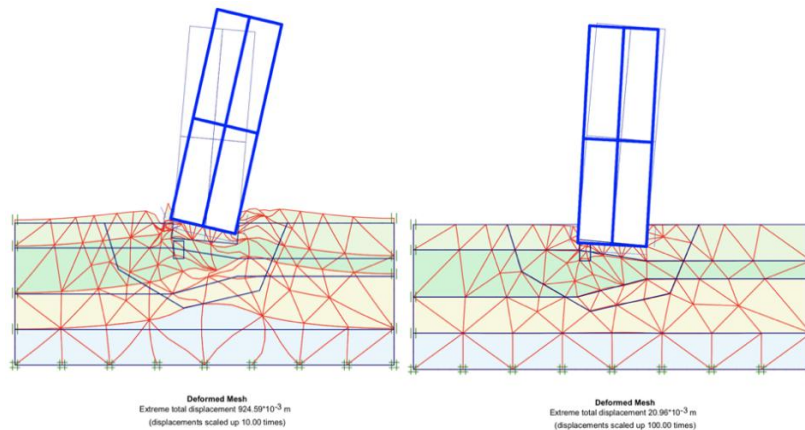 Deformed Mesh
Extreme total displacement 924.59*10-3 m
(displacements scaled up 10.00 times)
Deformed Mesh
Extreme total displacement 20.96*10-3 m
(displacements scaled up 100.00 times)